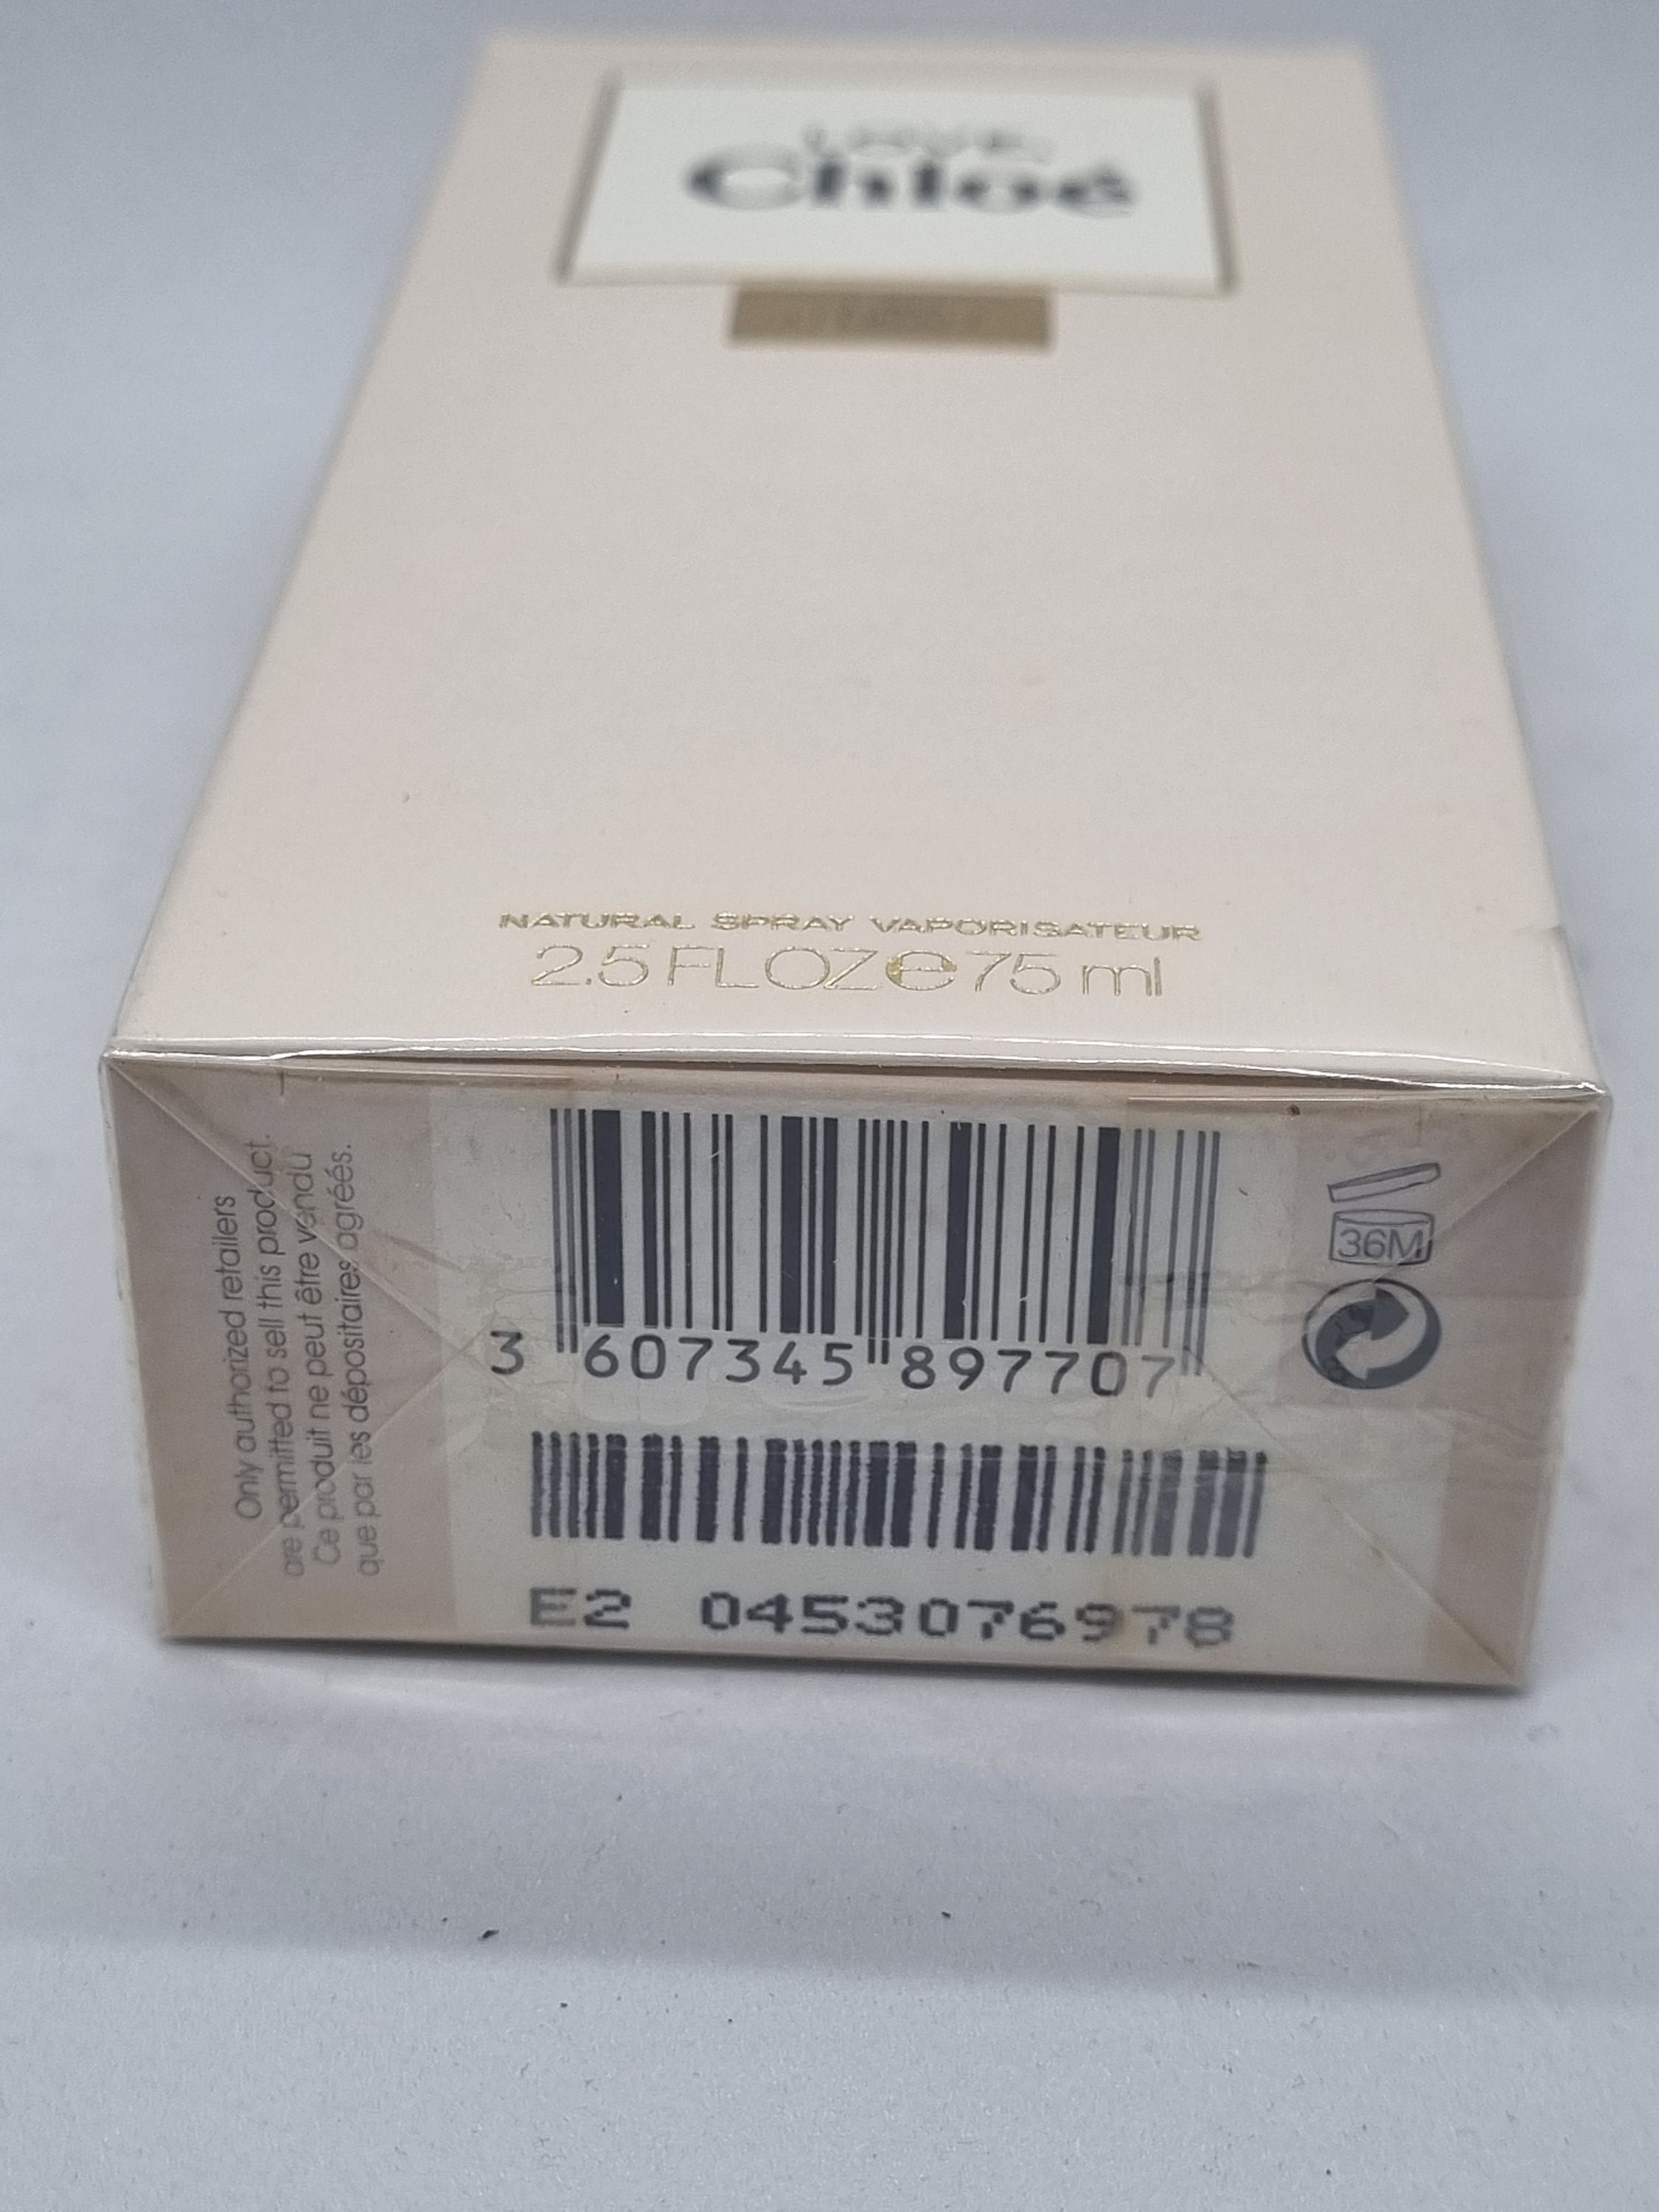 LOVE,
Chloé
NATURAL SPRAY VAPORISATEUR
2.5 FL OZ e 75 ml
Only authorized retailers
are permitted to sell this product.
Ce produit ne peut être vendu
que par les dépositaires agréés.
3 607345 897707
36M
E2 0453076978